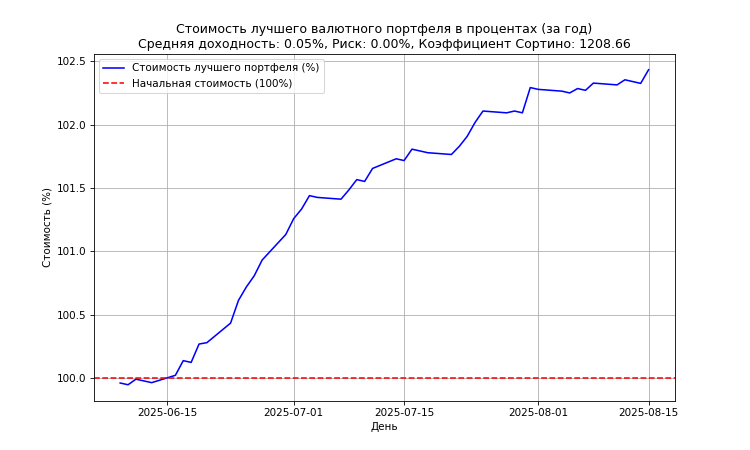 Стоимость лучшего валютного портфеля в процентах (за год)
Средняя доходность: 0.05%, Риск: 0.00%, Коэффициент Сортино: 1208.66
Стоимость лучшего портфеля (%)
Начальная стоимость (100%)
Стоимость (%)
102.5
102.0
101.5
101.0
100.5
100.0
2025-06-15
2025-07-01
2025-07-15
2025-08-01
2025-08-15
День